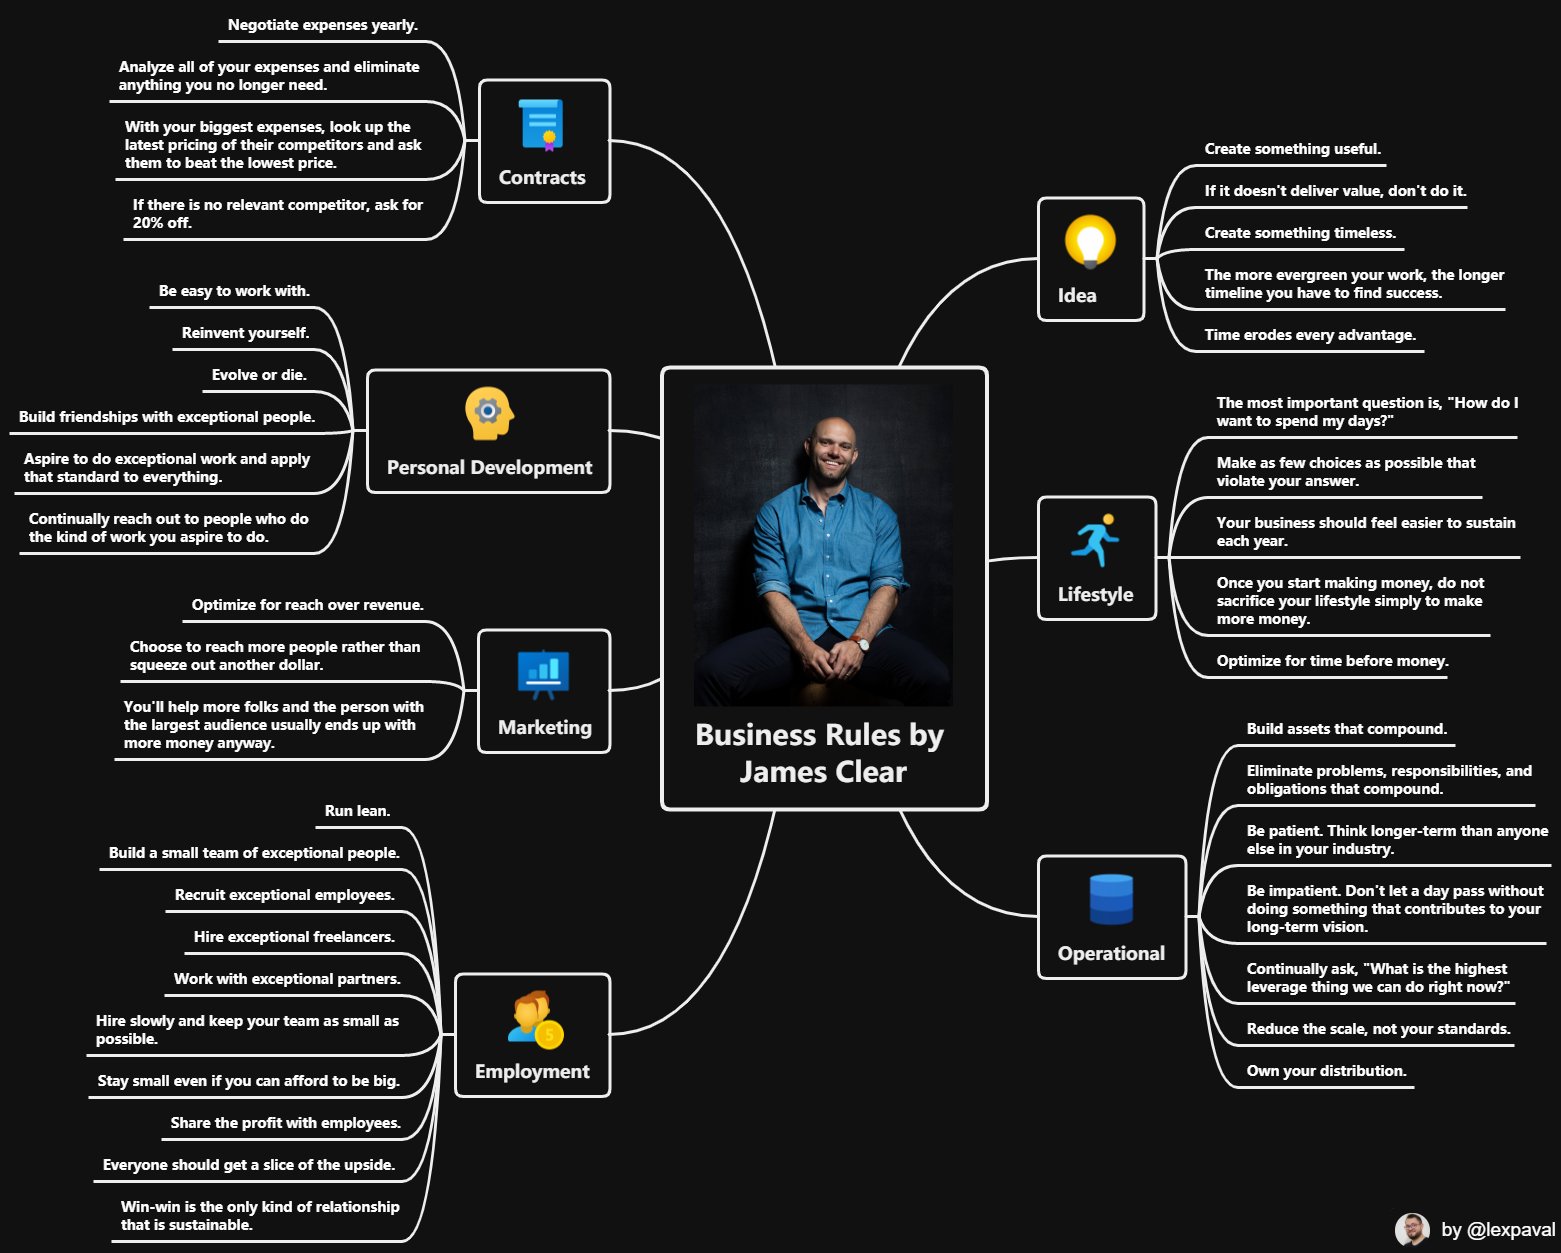 Negotiate expenses yearly.
Analyze all of your expenses and eliminate
anything you no longer need.
With your biggest expenses, look up the
latest pricing of their competitors and ask
them to beat the lowest price.
If there is no relevant competitor, ask for
20% off.
Contracts
Be easy to work with.
Reinvent yourself.
Evolve or die.
Build friendships with exceptional people.
Aspire to do exceptional work and apply
that standard to everything.
Continually reach out to people who do
the kind of work you aspire to do.
Personal Development
Optimize for reach over revenue.
Choose to reach more people rather than
squeeze out another dollar.
You'll help more folks and the person with
the largest audience usually ends up with
more money anyway.
Marketing
Run lean.
Build a small team of exceptional people.
Recruit exceptional employees.
Hire exceptional freelancers.
Work with exceptional partners.
Hire slowly and keep your team as small as
possible.
Stay small even if you can afford to be big.
Share the profit with employees.
Everyone should get a slice of the upside.
Win-win is the only kind of relationship
that is sustainable.
Employment
Business Rules by
James Clear
Idea
Create something useful.
If it doesn't deliver value, don't do it.
Create something timeless.
The more evergreen your work, the longer
timeline you have to find success.
Time erodes every advantage.
Lifestyle
The most important question is, "How do I
want to spend my days?"
Make as few choices as possible that
violate your answer.
Your business should feel easier to sustain
each year.
Once you start making money, do not
sacrifice your lifestyle simply to make
more money.
Optimize for time before money.
Operational
Build assets that compound.
Eliminate problems, responsibilities, and
obligations that compound.
Be patient. Think longer-term than anyone
else in your industry.
Be impatient. Don't let a day pass without
doing something that contributes to your
long-term vision.
Continually ask, "What is the highest
leverage thing we can do right now?"
Reduce the scale, not your standards.
Own your distribution.
by @lexpaval